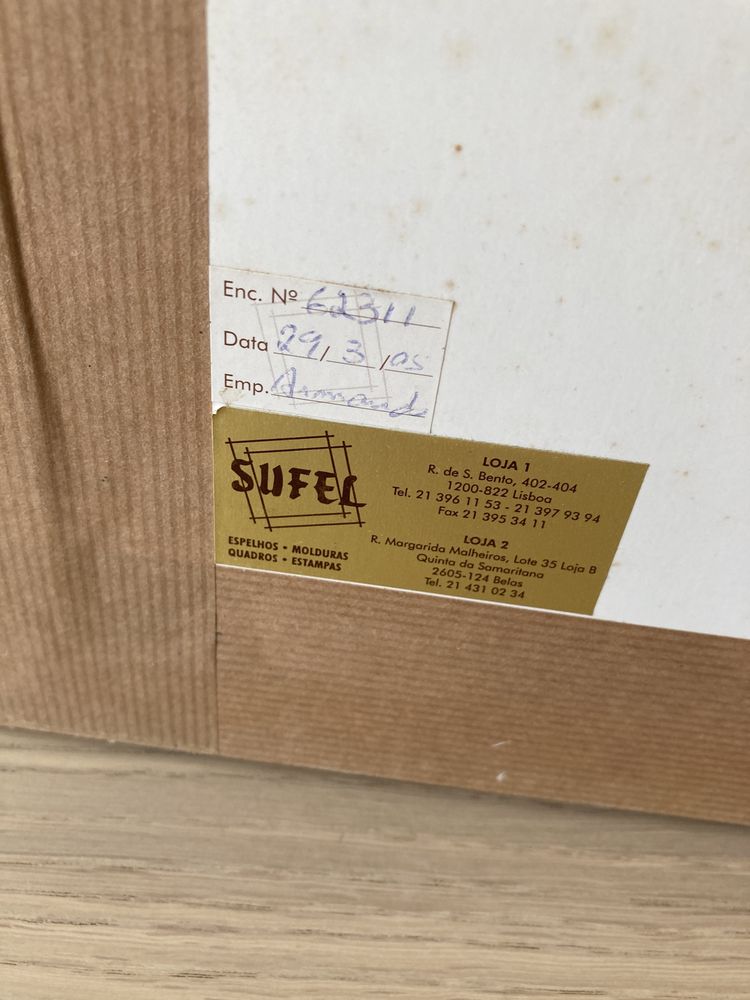 Enc. Nº 62311
Data 29/3/05
Emp. Armando
SUFEL
ESPELHOS • MOLDURAS
QUADROS • ESTAMPAS
LOJA 1
R. de S. Bento, 402-404
1200-822 Lisboa
Tel. 21 396 11 53 - 21 397 93 94
Fax 21 395 34 11
LOJA 2
R. Margarida Malheiros, Lote 35 Loja B
Quinta da Samaritana
2605-124 Belas
Tel. 21 431 02 34